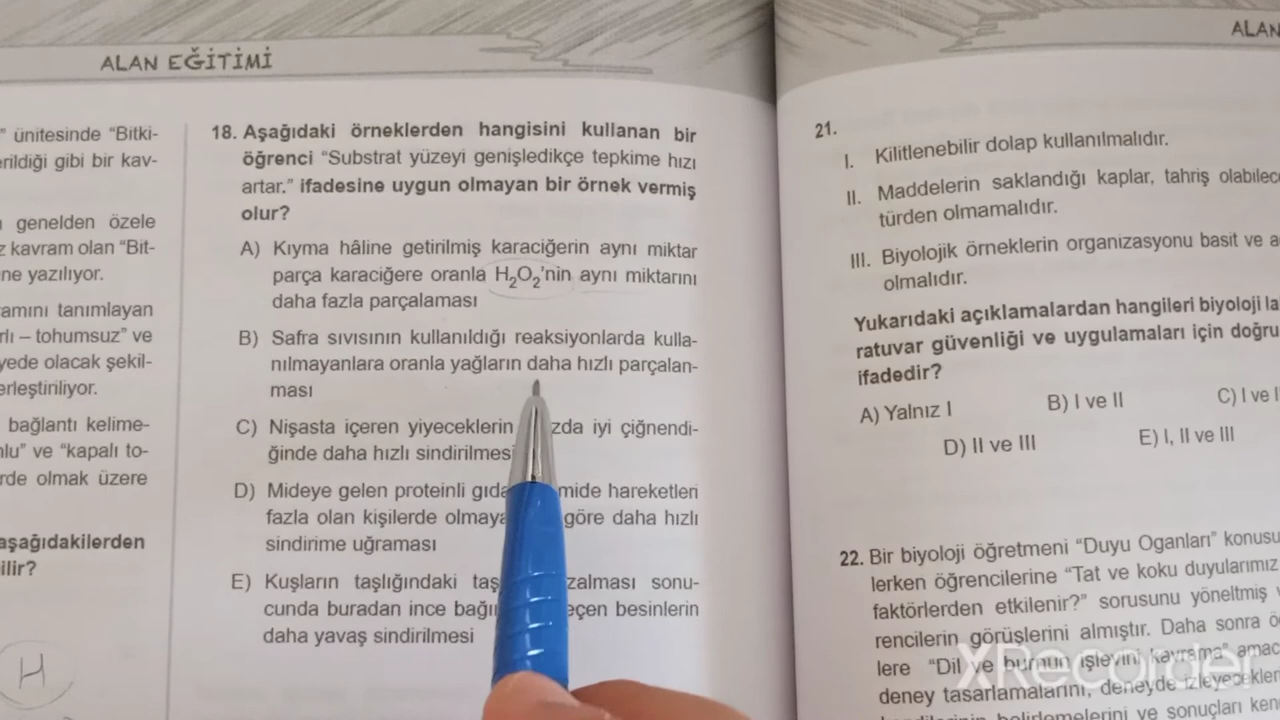 ALAN EĞİTİMİ
ALAN
" ünitesinde "Bitki-
erildiği gibi bir kav-
genelden özele
z kavram olan "Bit-
ne yazılıyor.
amını tanımlayan
rlı – tohumsuz" ve
yede olacak şekil-
erleştiriliyor.
bağlantı kelime-
nlu" ve "kapalı to-
rde olmak üzere
aşağıdakilerden
ilir?
H
18. Aşağıdaki örneklerden hangisini kullanan bir
öğrenci "Substrat yüzeyi genişledikçe tepkime hızı
artar." ifadesine uygun olmayan bir örnek vermiş
olur?
A) Kıyma hâline getirilmiş karaciğerin aynı miktar
parça karaciğere oranla H₂O₂'nin aynı miktarını
daha fazla parçalaması
B) Safra sıvısının kullanıldığı reaksiyonlarda kulla-
nılmayanlara oranla yağların daha hızlı parçalan-
ması
C) Nişasta içeren yiyeceklerin zda iyi çiğnendi-
ğinde daha hızlı sindirilmesi
D) Mideye gelen proteinli gıda mide hareketleri
fazla olan kişilerde olmaya göre daha hızlı
sindirime uğraması
E) Kuşların taşlığındaki taş zalması sonu-
cunda buradan ince bağır eçen besinlerin
daha yavaş sindirilmesi
21.
I. Kilitlenebilir dolap kullanılmalıdır.
II. Maddelerin saklandığı kaplar, tahriş olabilec
türden olmamalıdır.
III. Biyolojik örneklerin organizasyonu basit ve a
olmalıdır.
Yukarıdaki açıklamalardan hangileri biyoloji la
ratuvar güvenliği ve uygulamaları için doğru
ifadedir?
A) Yalnız I B) I ve II C) I ve I
D) II ve III E) I, II ve III
22. Bir biyoloji öğretmeni "Duyu Oganları" konusu
lerken öğrencilerine "Tat ve koku duyularımız
faktörlerden etkilenir?" sorusunu yöneltmiş v
rencilerin görüşlerini almıştır. Daha sonra ö
lere "Dil ve burnun işlevini kavrama" amac
deney tasarlamalarını, deneyde izleyecekler
belirlemelerini ve sonuçları ken
XRecorder